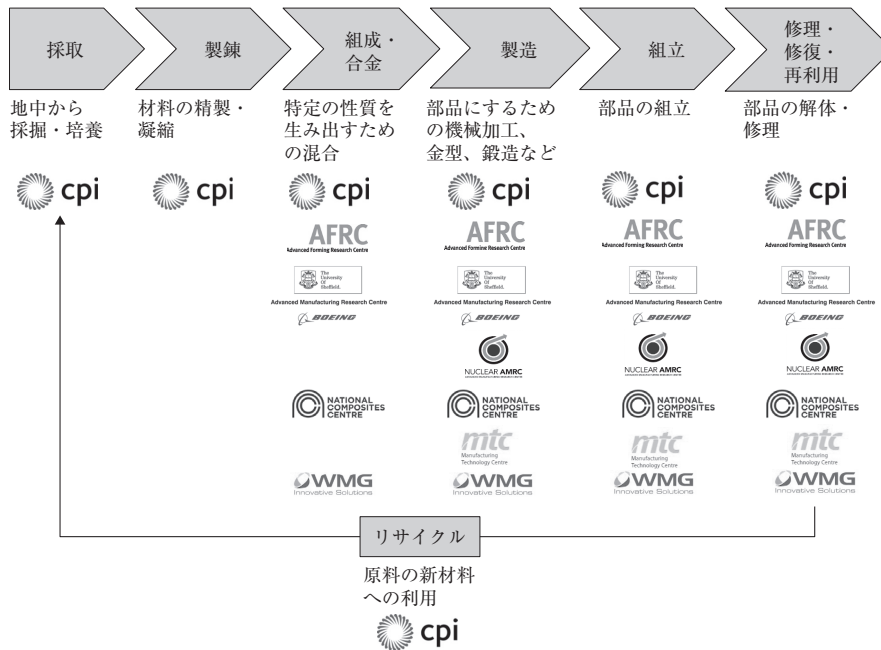 採取
製錬
組成・
合金
製造
組立
修理・
修復・
再利用
地中から
採掘・培養
材料の精製・
凝縮
特定の性質を
生み出すため
の混合
部品にするため
の機械加工、
金型、鍛造など
部品の組立
部品の解体・
修理
cpi
cpi
cpi
cpi
cpi
cpi
AFRC
Advanced Forming Research Centre
AFRC
Advanced Forming Research Centre
AFRC
Advanced Forming Research Centre
AFRC
Advanced Forming Research Centre
The
University
Of
Sheffield.
The
University
Of
Sheffield.
The
University
Of
Sheffield.
The
University
Of
Sheffield.
Advanced Manufacturing Research Centre
Advanced Manufacturing Research Centre
Advanced Manufacturing Research Centre
Advanced Manufacturing Research Centre
BOEING
BOEING
BOEING
BOEING
NUCLEAR AMRC
NUCLEAR AMRC
NUCLEAR AMRC
NATIONAL
COMPOSITES
CENTRE
NATIONAL
COMPOSITES
CENTRE
NATIONAL
COMPOSITES
CENTRE
NATIONAL
COMPOSITES
CENTRE
mtc
Manufacturing
Technology Centre
mtc
Manufacturing
Technology Centre
mtc
Manufacturing
Technology Centre
WMG
Innovative Solutions
WMG
Innovative Solutions
WMG
Innovative Solutions
WMG
Innovative Solutions
リサイクル
原料の新材料
への利用
cpi